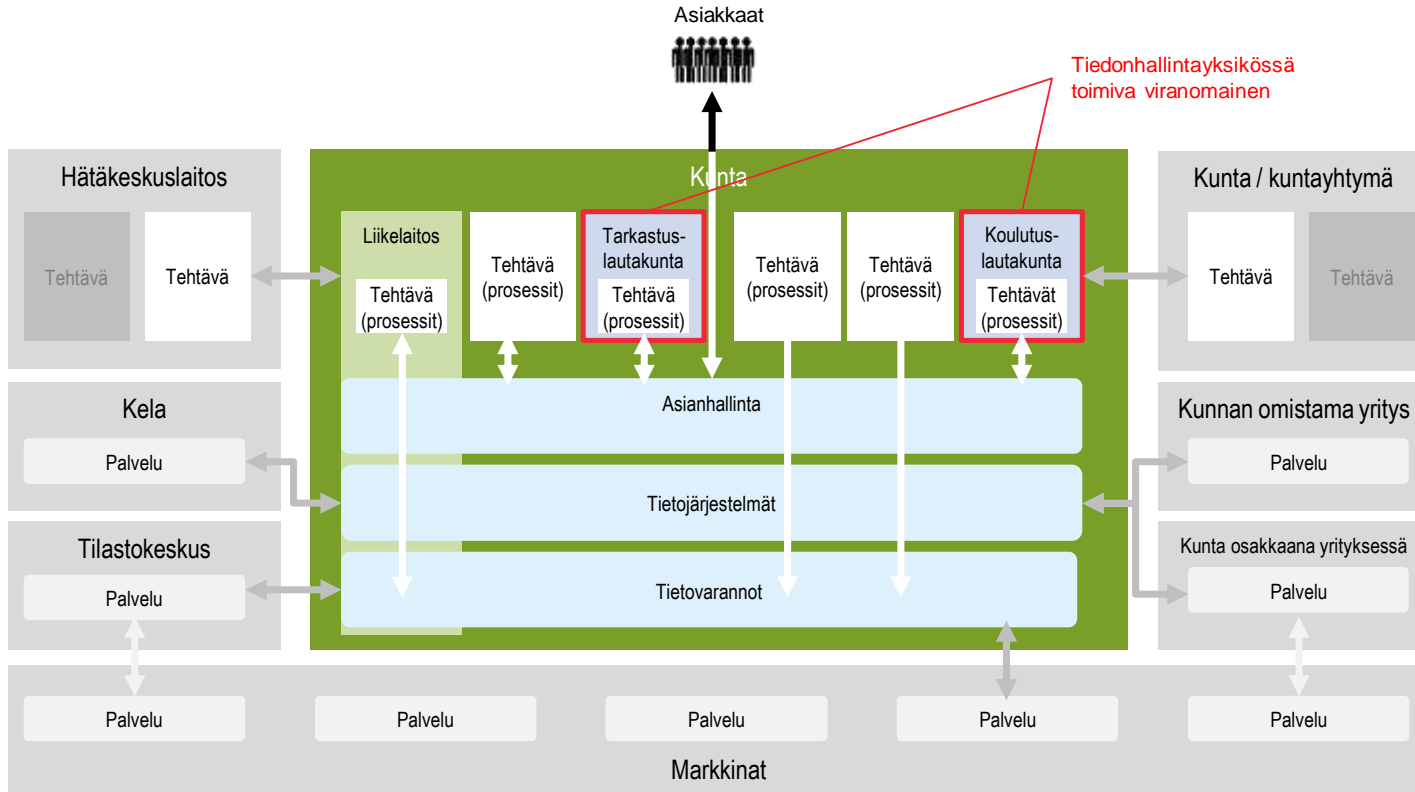 Asiakkaat
Tiedonhallintayksikössä
toimiva viranomainen
Hätäkeskuslaitos
Tehtävä
Tehtävä
Kunta
Liikelaitos
Tehtävä
(prosessit)
Tehtävä
(prosessit)
Tarkastus-
lautakunta
Tehtävä
(prosessit)
Tehtävä
(prosessit)
Tehtävä
(prosessit)
Koulutus-
lautakunta
Tehtävät
(prosessit)
Kunta / kuntayhtymä
Tehtävä
Tehtävä
Kela
Palvelu
Tilastokeskus
Palvelu
Asianhallinta
Tietojärjestelmät
Tietovarannot
Kunnan omistama yritys
Palvelu
Kunta osakkaana yrityksessä
Palvelu
Palvelu
Palvelu
Palvelu
Palvelu
Palvelu
Markkinat